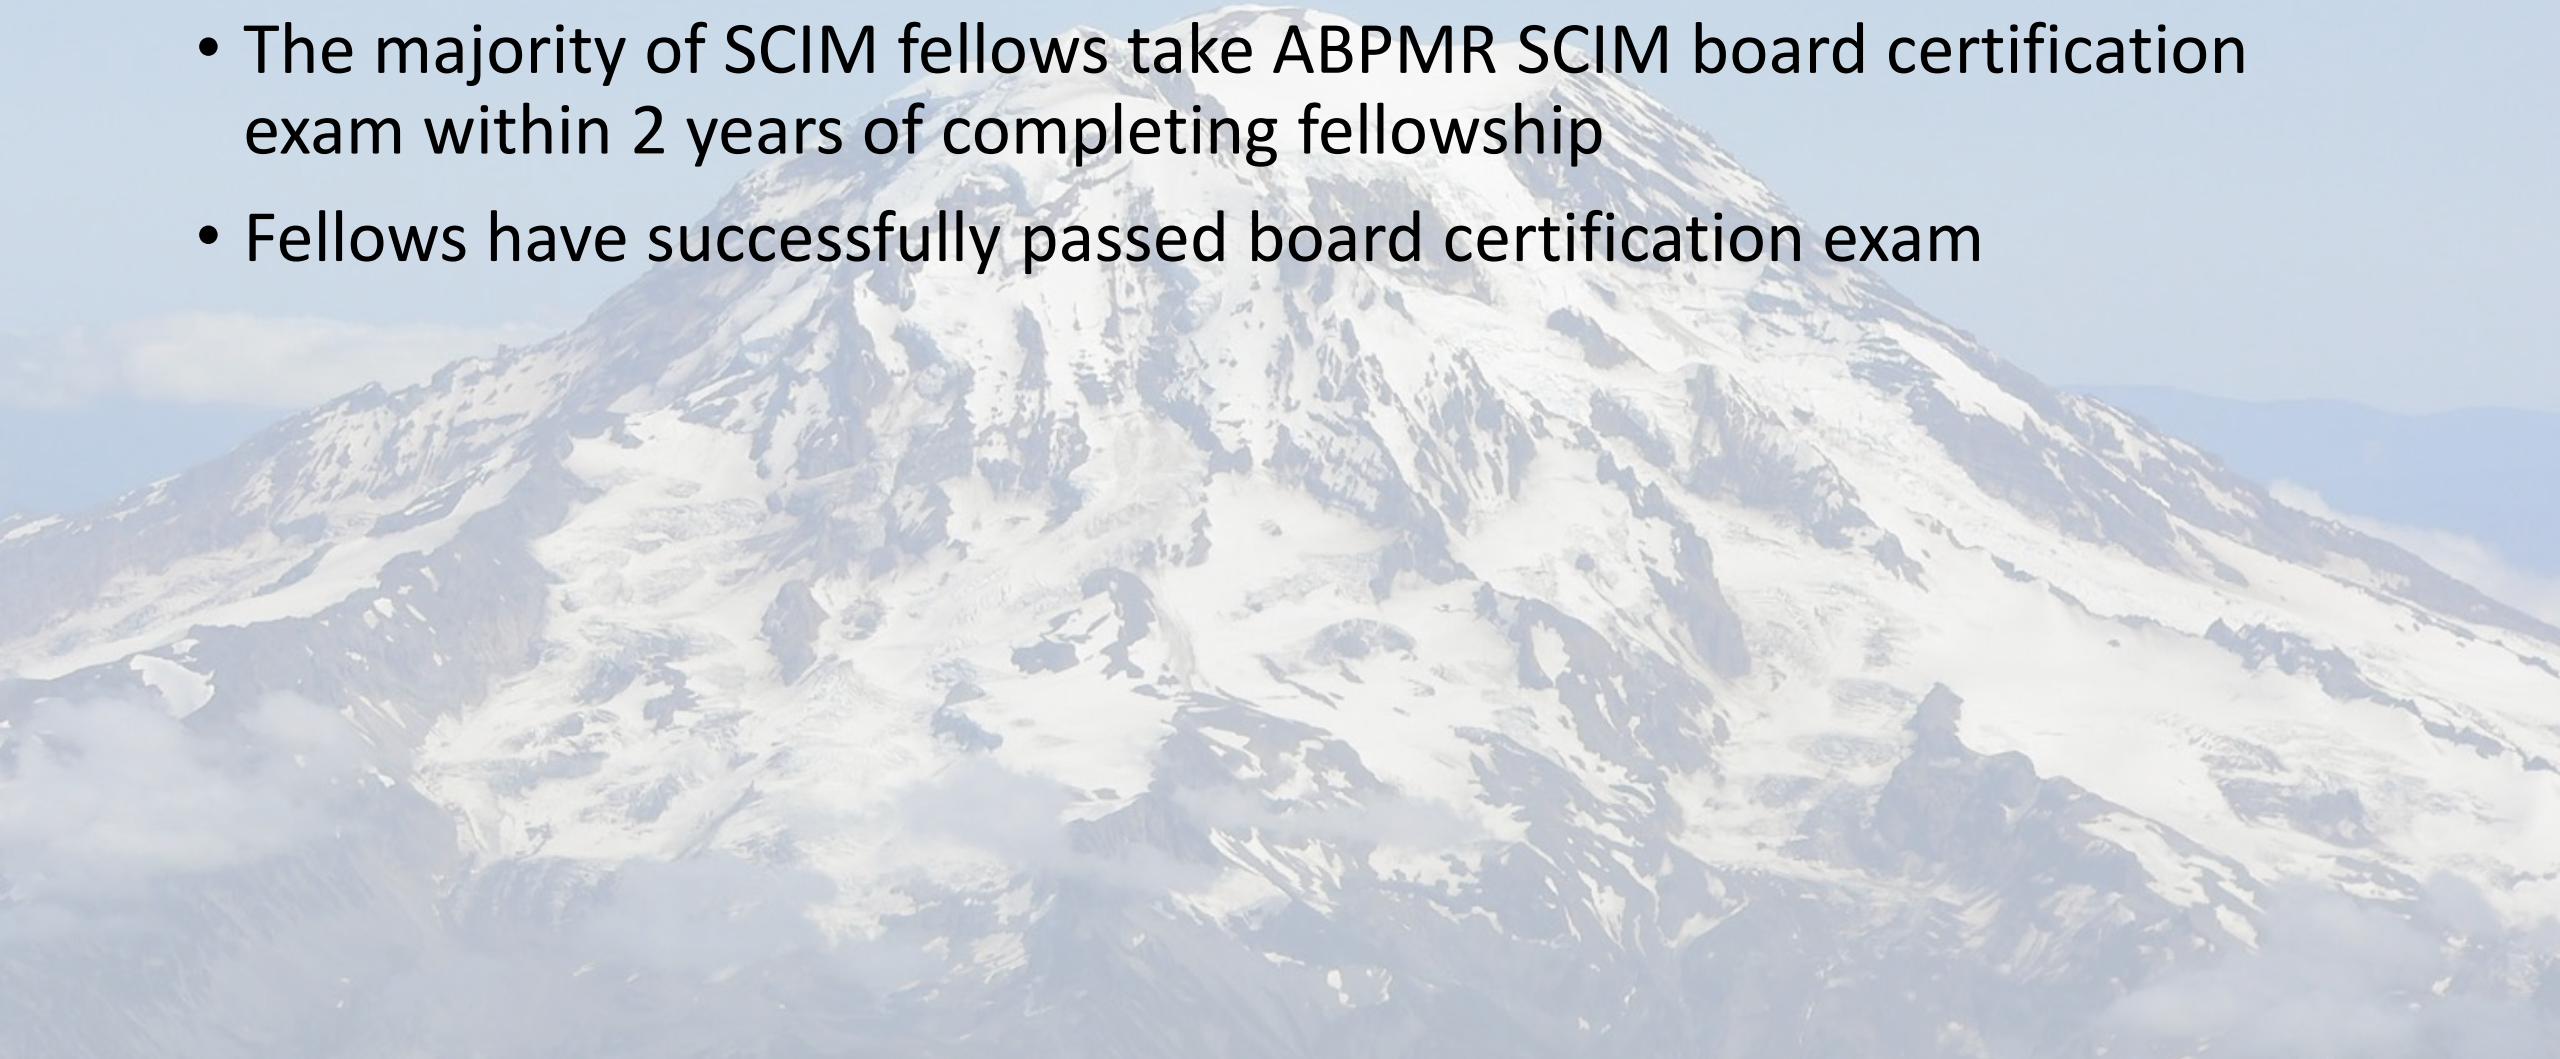 • The majority of SCIM fellows take ABPMR SCIM board certification
exam within 2 years of completing fellowship
• Fellows have successfully passed board certification exam